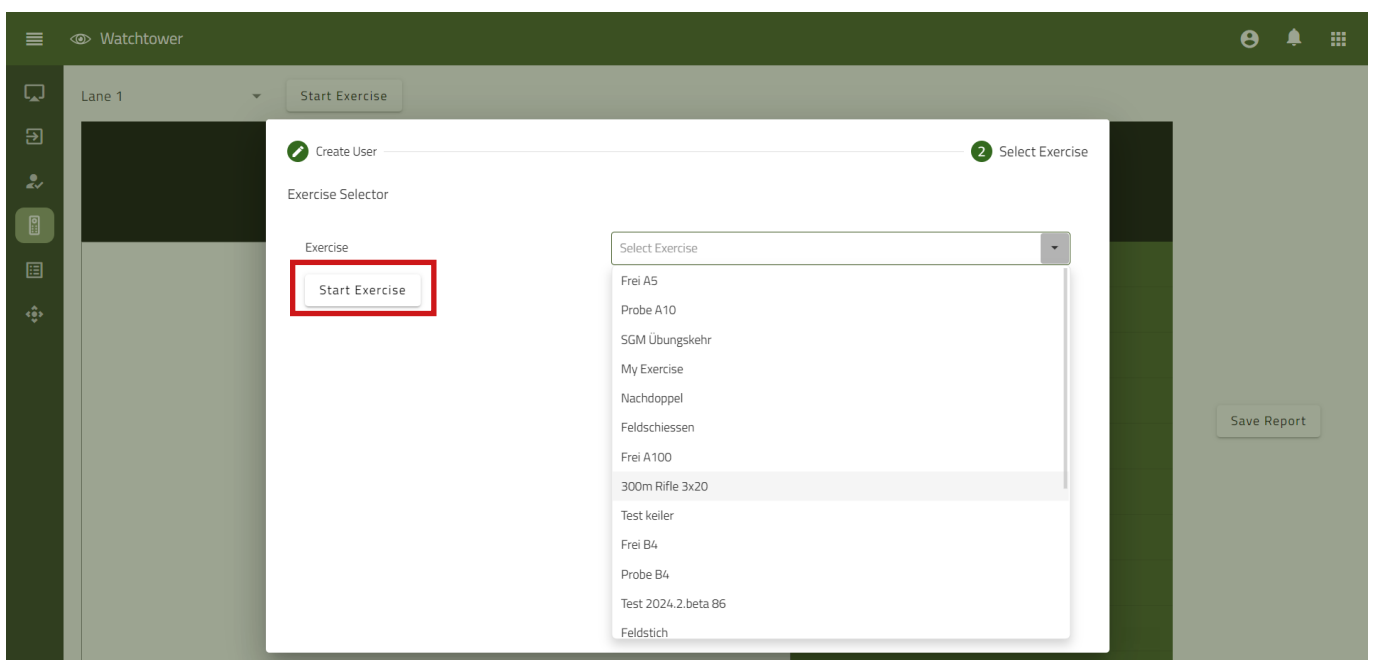 Watchtower
Lane 1
Start Exercise
Create User
2 Select Exercise
Exercise Selector
Exercise
Select Exercise
Start Exercise
Frei A5
Probe A10
SGM Übungskehr
My Exercise
Nachdoppel
Feldschiessen
Frei A100
300m Rifle 3x20
Test keiler
Frei B4
Probe B4
Test 2024.2.beta 86
Feldstich
Save Report